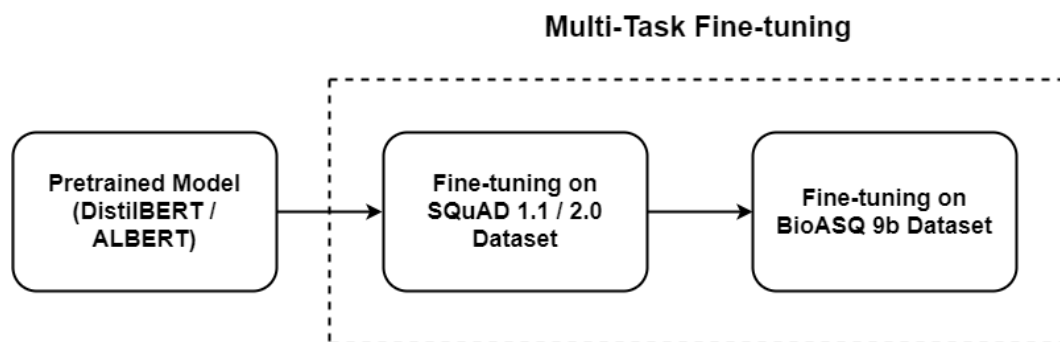 Multi-Task Fine-tuning
Pretrained Model
(DistilBERT /
ALBERT)
Fine-tuning on
SQuAD 1.1 / 2.0
Dataset
Fine-tuning on
BioASQ 9b Dataset